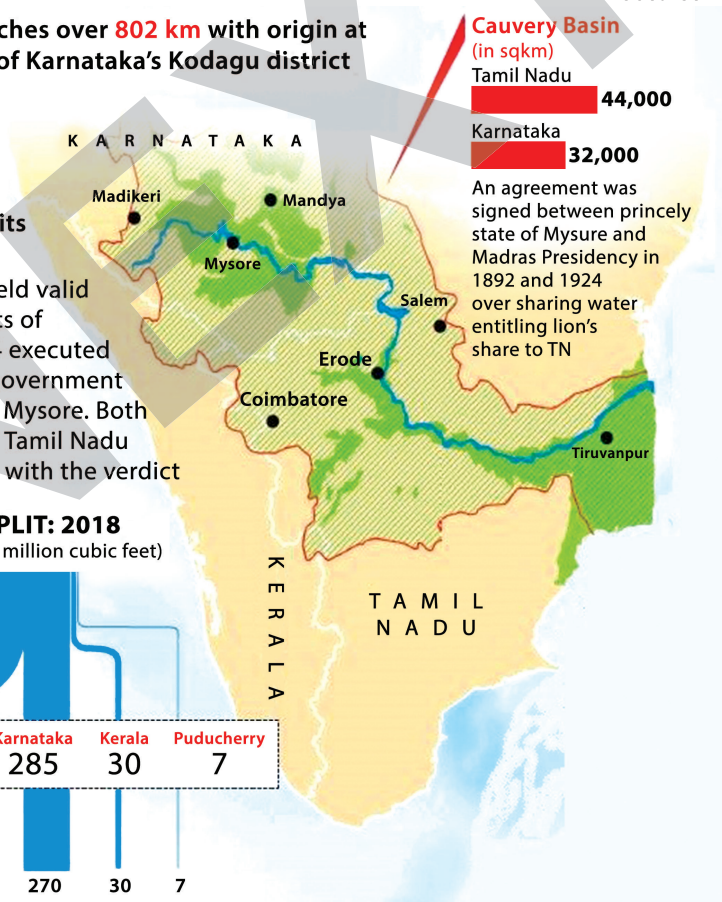 ches over 802 km with origin at
of Karnataka's Kodagu district
Cauvery Basin
(in sqkm)
Tamil Nadu
44,000
Karnataka
32,000
An agreement was
signed between princely
state of Mysure and
Madras Presidency in
1892 and 1924
over sharing water
entitling lion's
share to TN
KARNATAKA
Madikeri
Mandya
Mysore
Salem
Erode
Coimbatore
Tiruvanpur
its
eld valid
ts of
executed
overnment
Mysore. Both
Tamil Nadu
with the verdict
PLIT: 2018
million cubic feet)
KERALA
TAMIL
NADU
Karnataka Kerala Puducherry
285 30 7
270 30 7